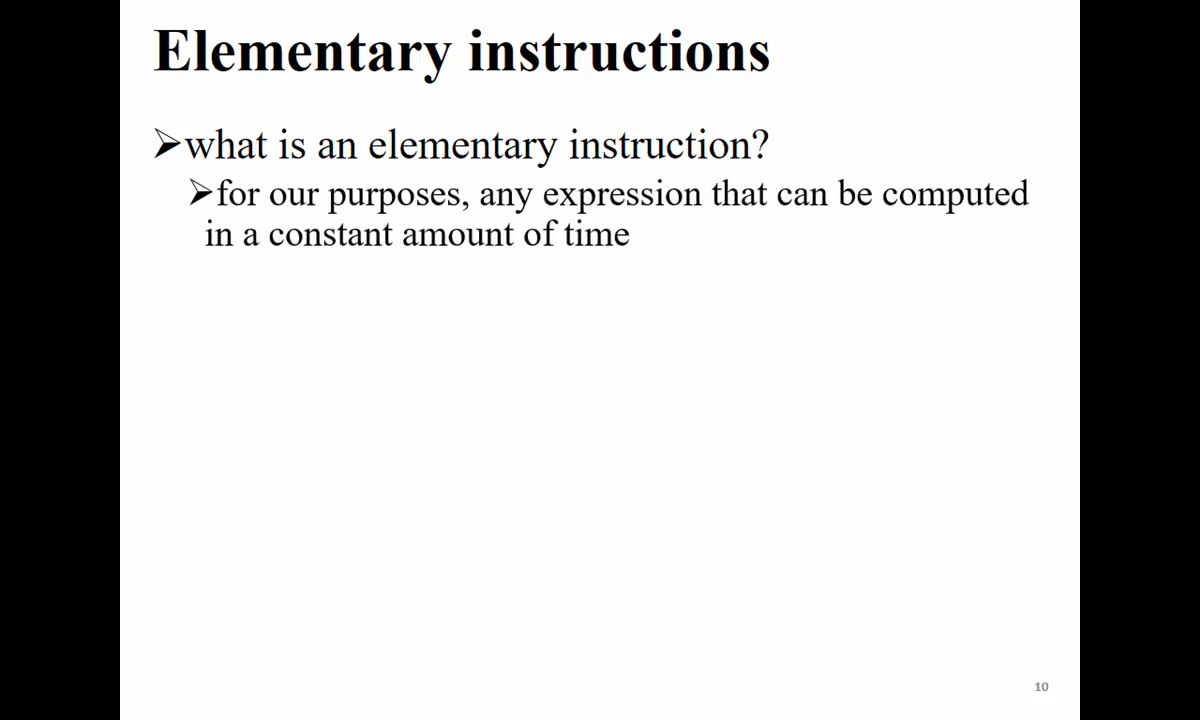 Elementary instructions
➢what is an elementary instruction?
➢for our purposes, any expression that can be computed
in a constant amount of time
10